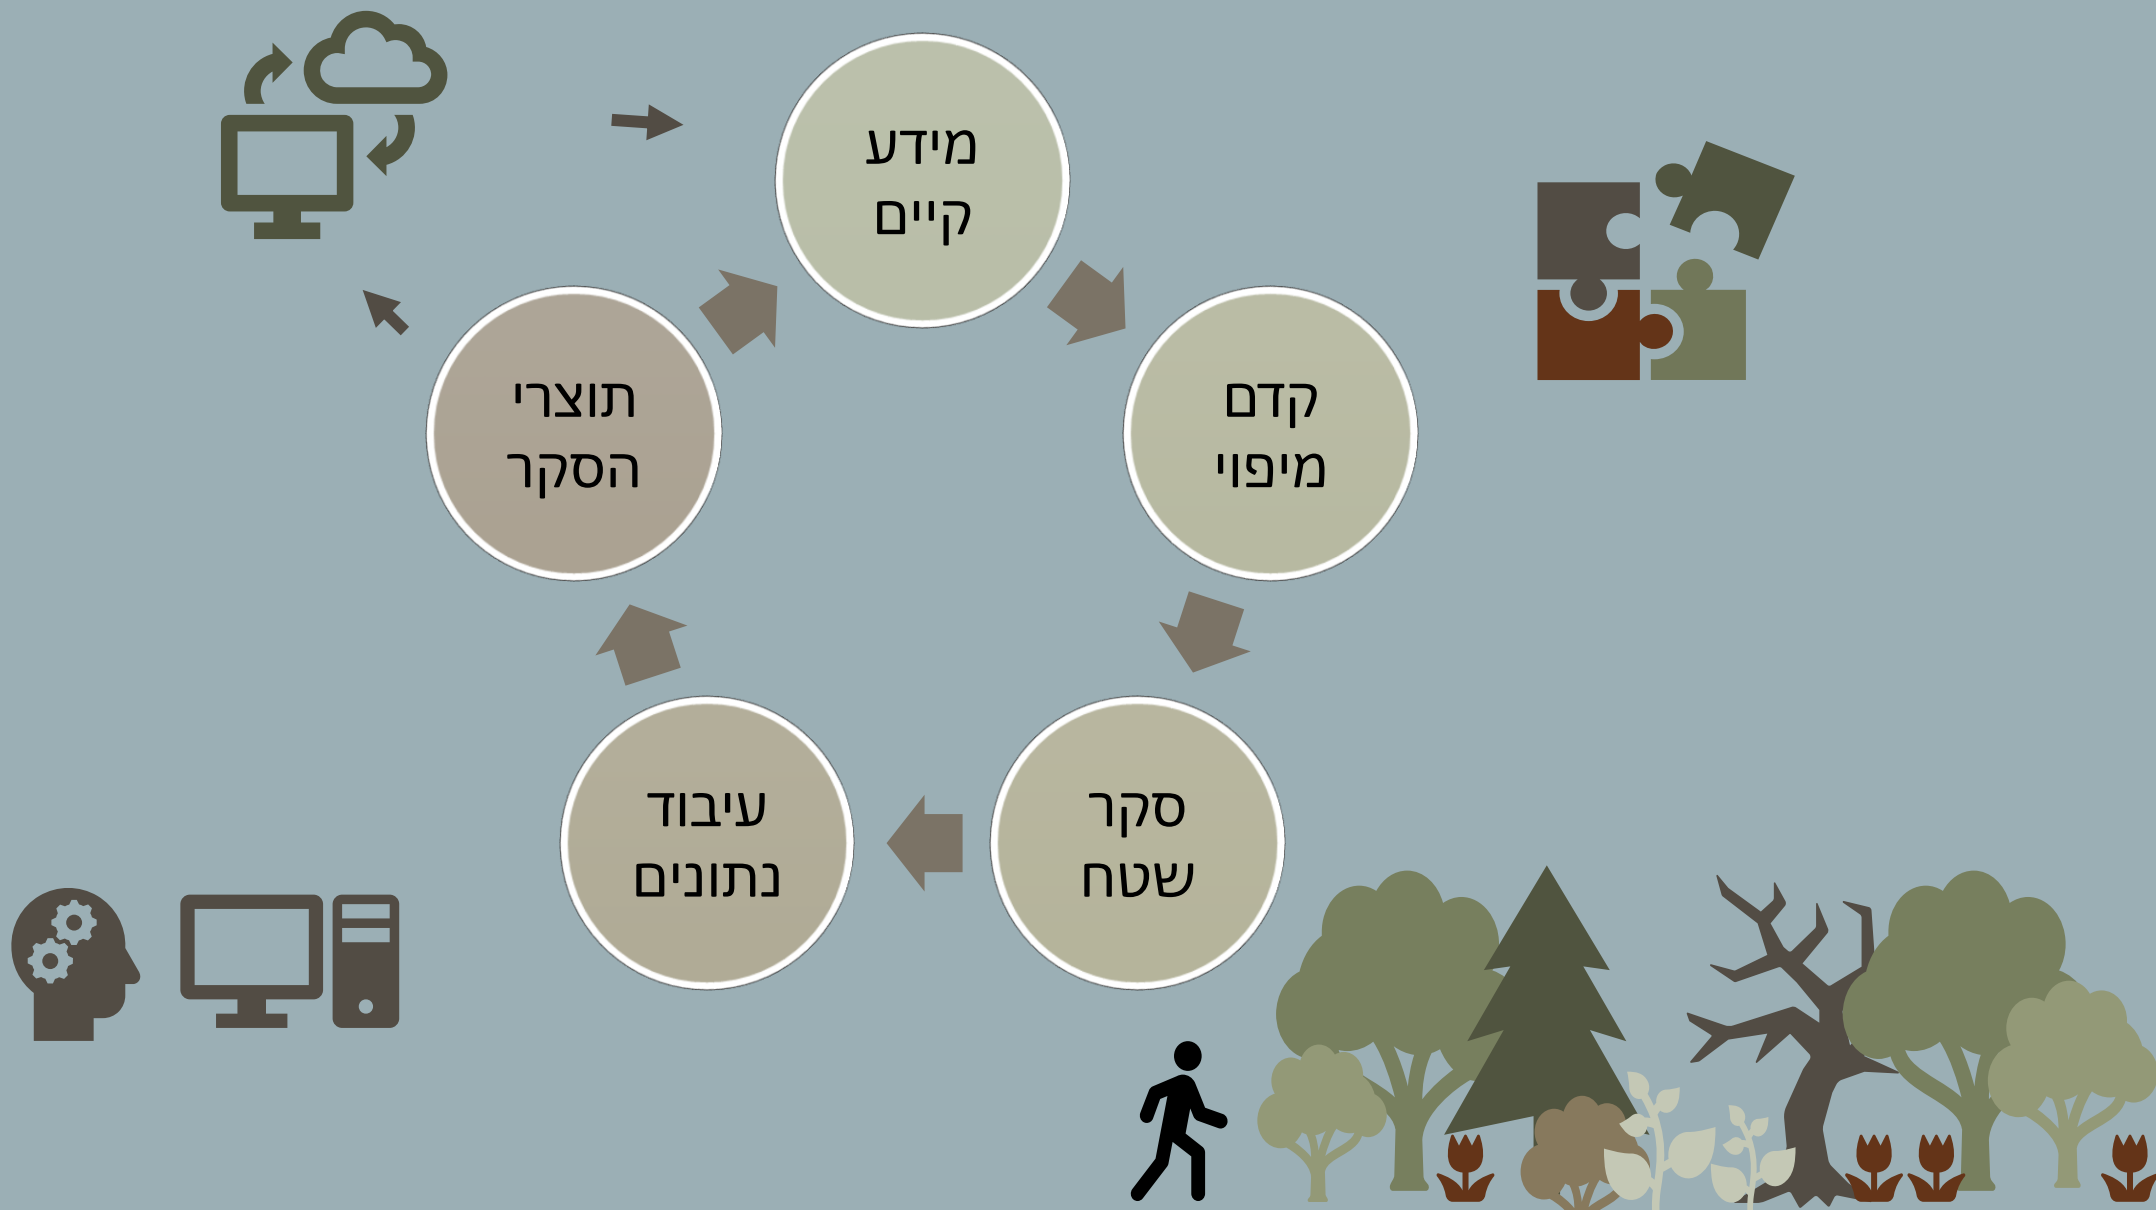 מידע
קיים
קדם
מיפוי
סקר
שטח
עיבוד
נתונים
תוצרי
הסקר